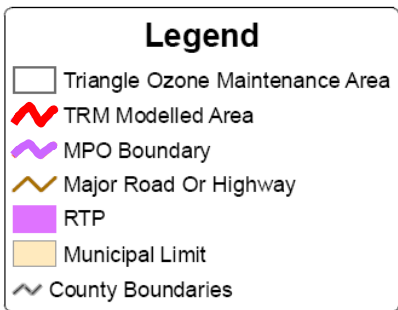 Legend
Triangle Ozone Maintenance Area
TRM Modelled Area
MPO Boundary
Major Road Or Highway
RTP
Municipal Limit
County Boundaries